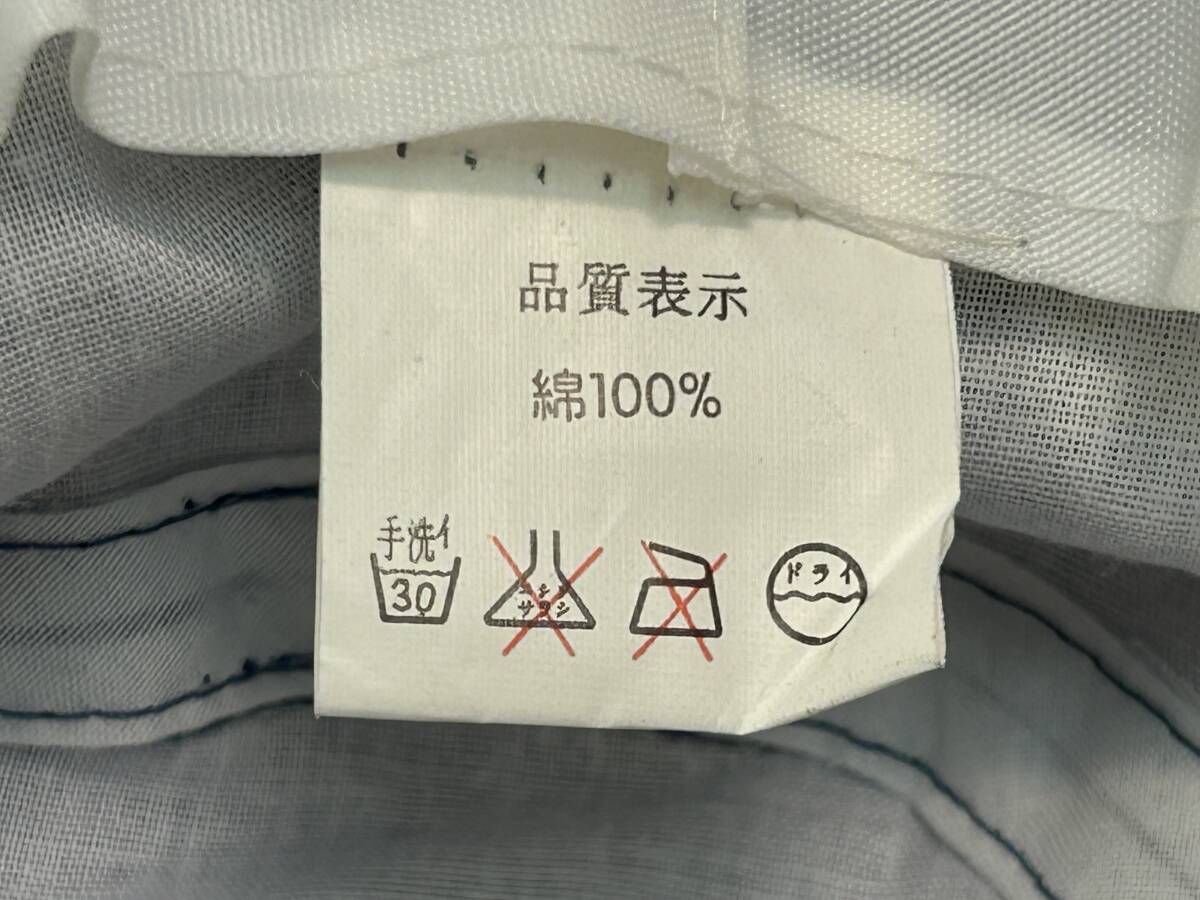 品質表示
綿100%
手洗イ
30
エンソ
サラシ
ドライ